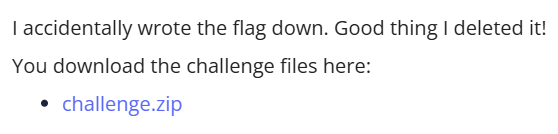 I accidentally wrote the flag down. Good thing I deleted it!
You download the challenge files here:
• challenge.zip